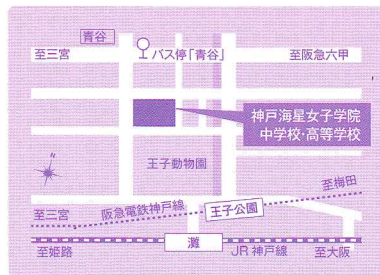 青谷
至三宮
バス停「青谷」
至阪急六甲
神戸海星女子学院
中学校・高等学校
王子動物園
至梅田
阪急電鉄神戸線
王子公園
至三宮
灘
JR神戸線
至姫路
至大阪